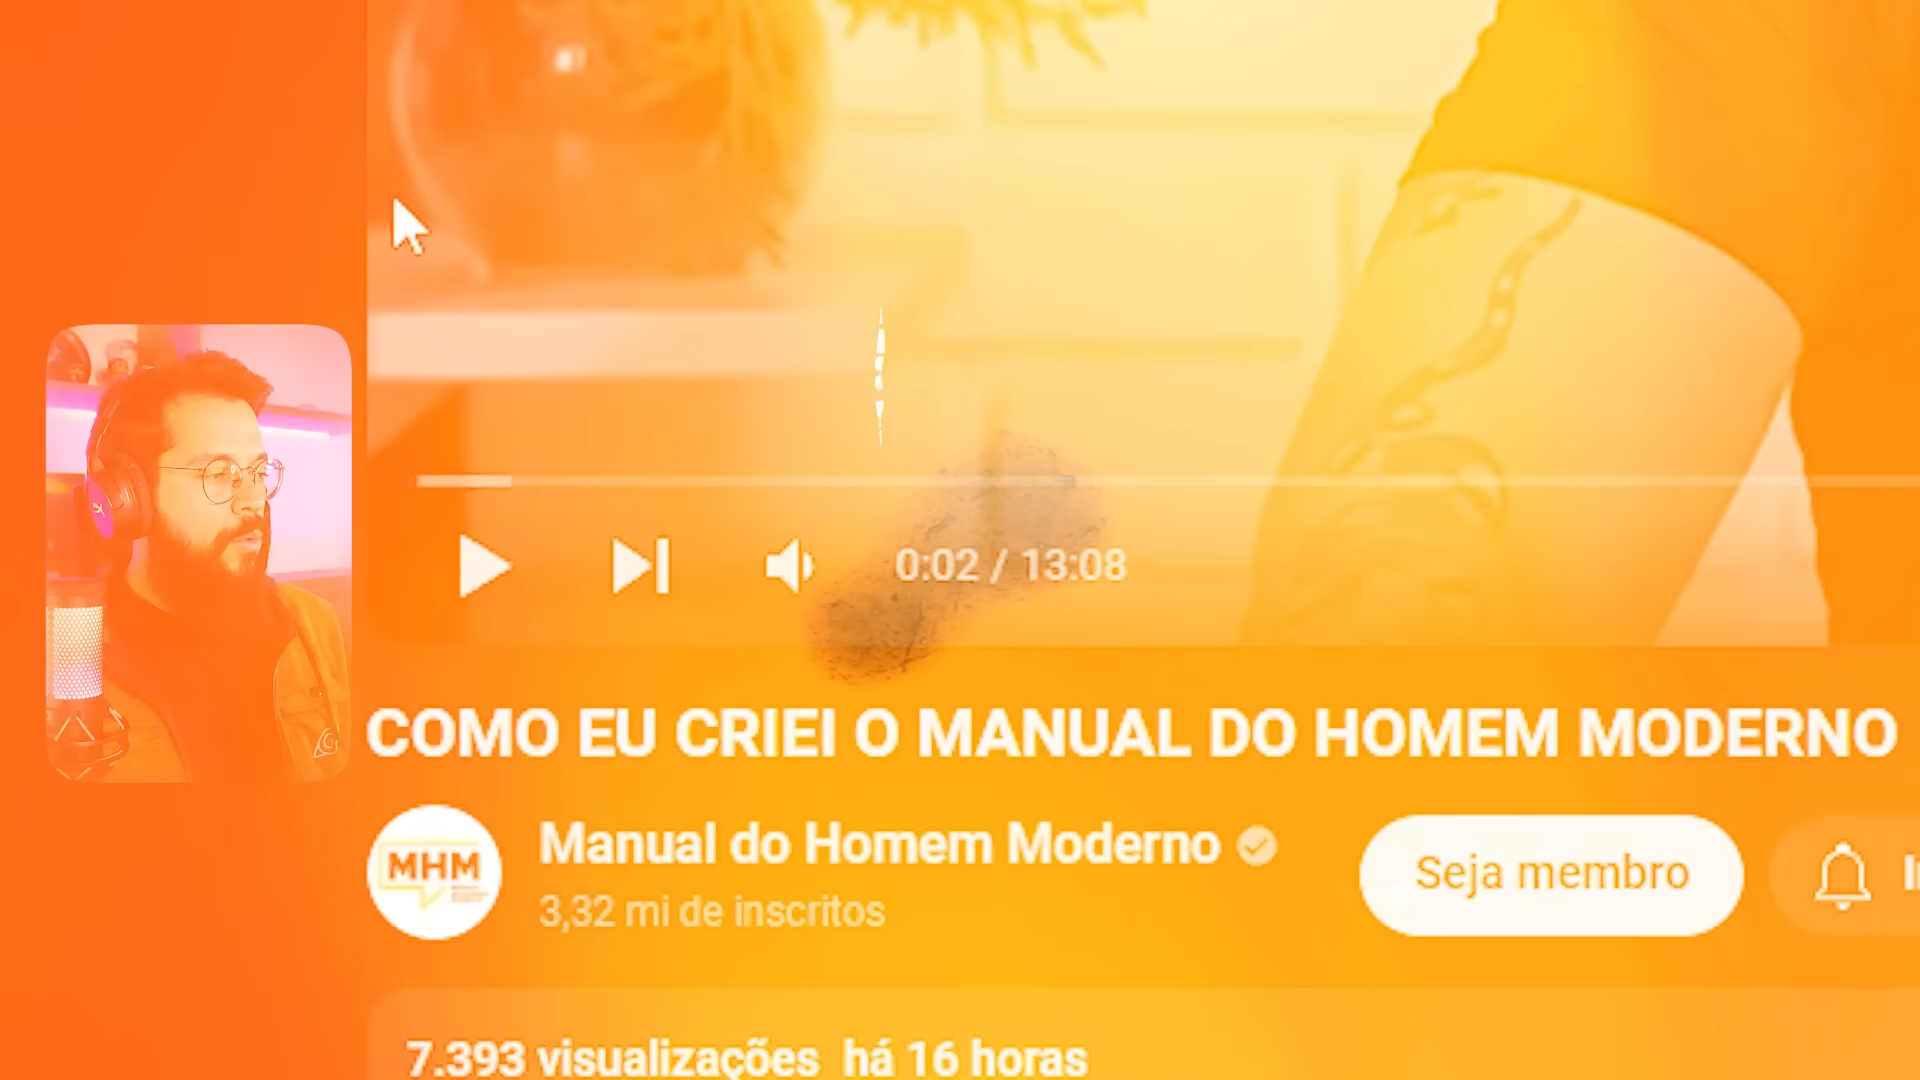 0:02 / 13:08
COMO EU CRIEI O MANUAL DO HOMEM MODERNO
MHM
Manual do Homem Moderno
3,32 mi de inscritos
Seja membro
7.393 visualizações há 16 horas